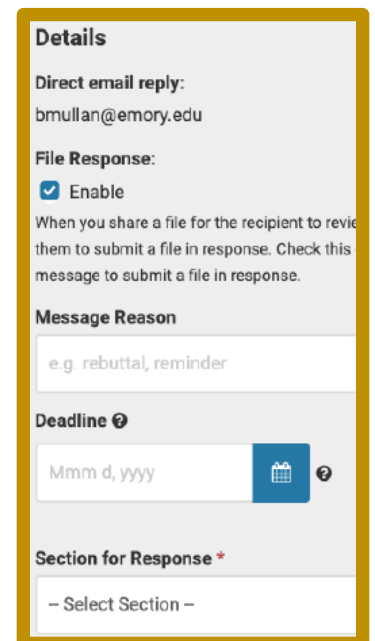 Details
Direct email reply:
bmullan@emory.edu
File Response:
Enable
When you share a file for the recipient to revie
them to submit a file in response. Check this
message to submit a file in response.
Message Reason
e.g. rebuttal, reminder
Deadline
Mmm d, yyyy
Section for Response *
-- Select Section --